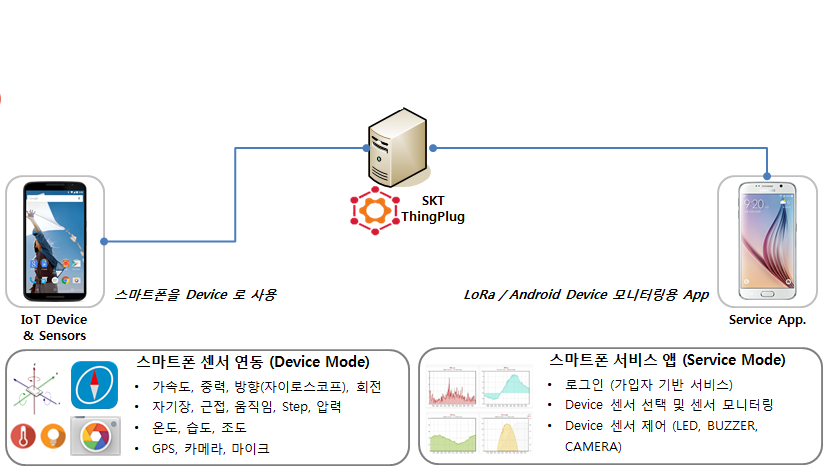 SKT
ThingPlug
스마트폰을 Device 로 사용
LoRa / Android Device 모니터링용 App
IoT Device
& Sensors
Service App.
스마트폰 센서 연동 (Device Mode)
• 가속도, 중력, 방향(자이로스코프), 회전
• 자기장, 근접, 움직임, Step, 압력
• 온도, 습도, 조도
• GPS, 카메라, 마이크
스마트폰 서비스 앱 (Service Mode)
• 로그인 (가입자 기반 서비스)
• Device 센서 선택 및 센서 모니터링
• Device 센서 제어 (LED, BUZZER,
CAMERA)